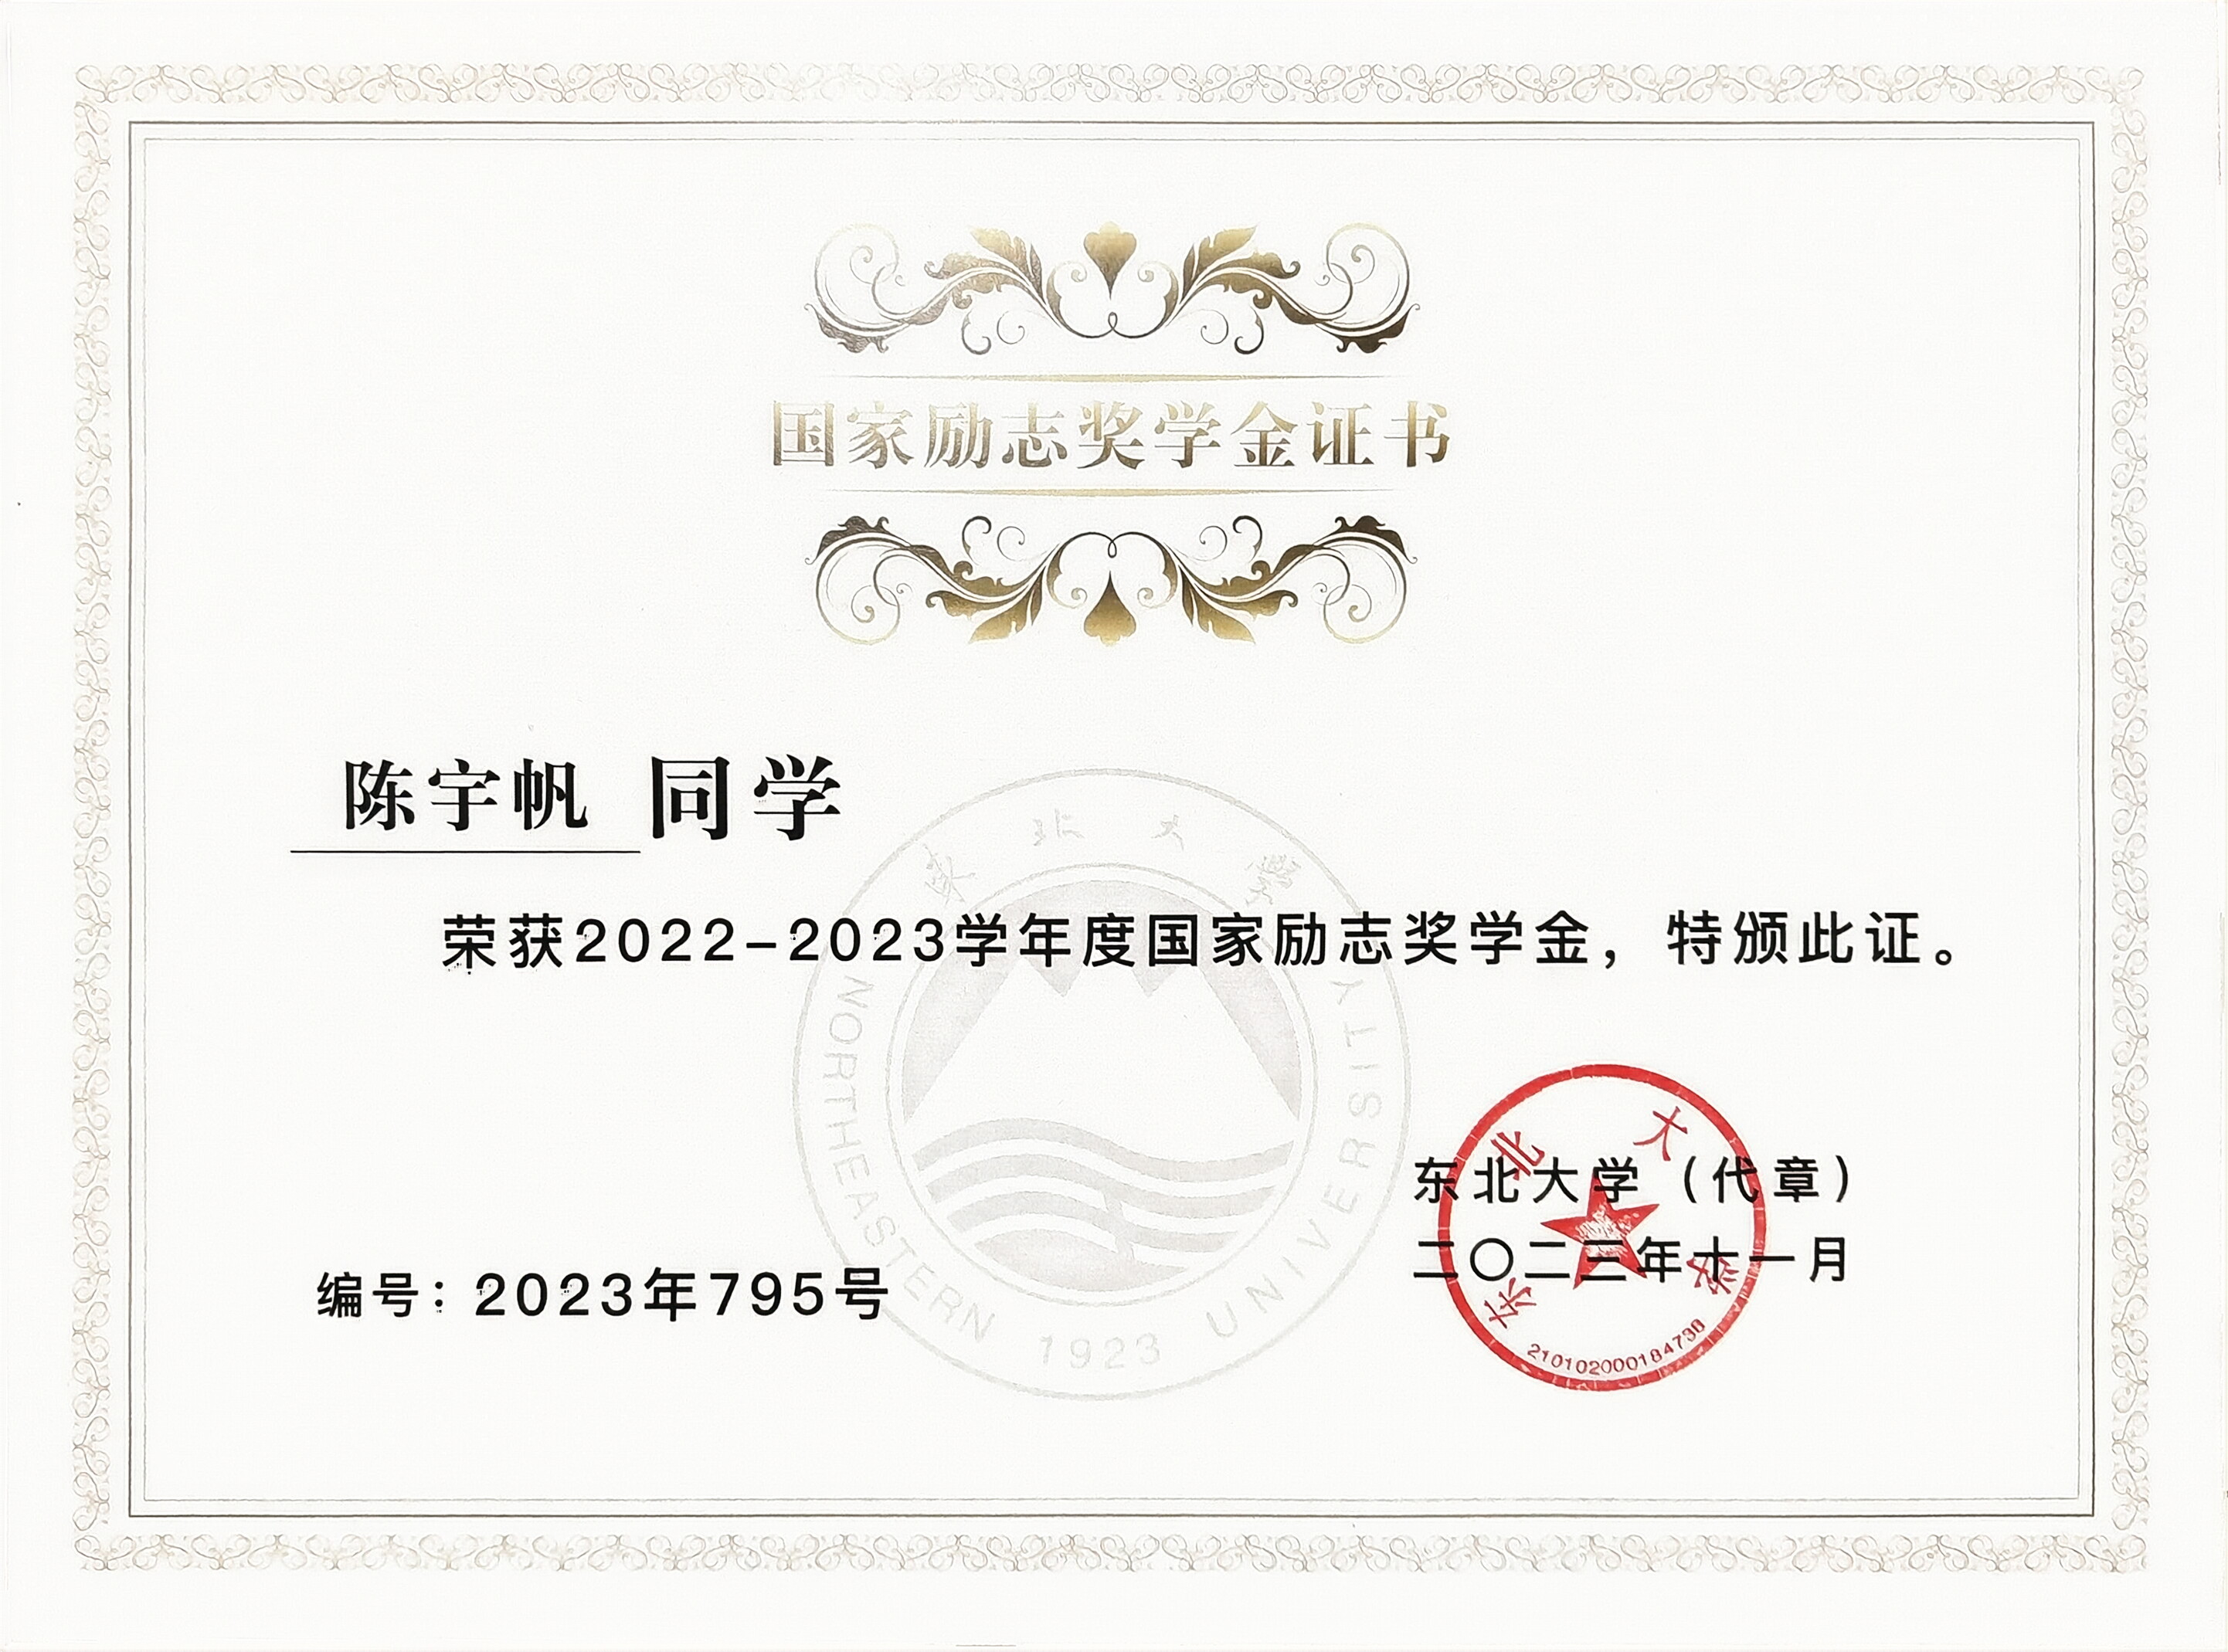 国家励志奖学金证书
陈宇帆 同学
荣获2022-2023学年度国家励志奖学金，特颁此证。
東北大學
NORTHEASTERN UNIVERSITY
1923
东北大学（代章）
二〇二三年十一月
编号：2023年795号
东北大学
210102000184738